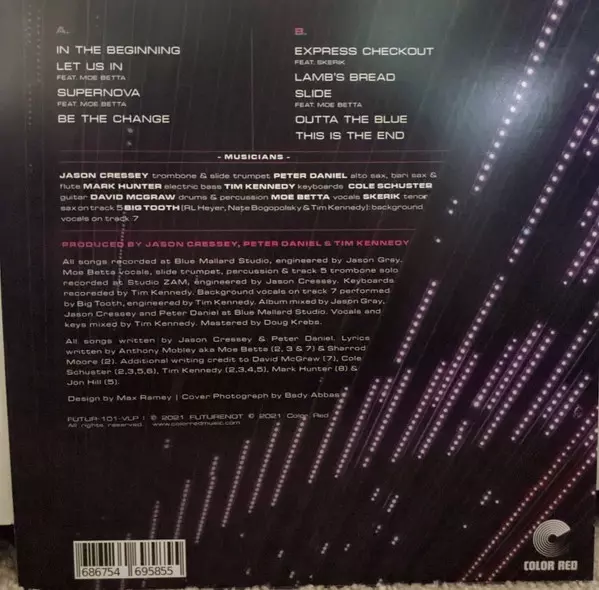 A.
IN THE BEGINNING
LET US IN
FEAT. MOE BETTA
SUPERNOVA
FEAT. MOE BETTA
BE THE CHANGE
B.
EXPRESS CHECKOUT
FEAT. SKERIK
LAMB'S BREAD
SLIDE
FEAT. MOE BETTA
OUTTA THE BLUE
THIS IS THE END
- MUSICIANS -
JASON CRESSEY trombone & slide trumpet PETER DANIEL alto sax, bari sax &
flute MARK HUNTER electric bass TIM KENNEDY keyboards COLE SCHUSTER
guitar DAVID MCGRAW drums & percussion MOE BETTA vocals SKERIK tenor
sax on track 5 BIG TOOTH (RL Heyer, Nate Bogopolsky & Tim Kennedy): background
vocals on track 7
PRODUCED BY JASON CRESSEY, PETER DANIEL & TIM KENNEDY
All songs recorded at Blue Mallard Studio, engineered by Jason Gray.
Moe Betta vocals, slide trumpet, percussion & track 5 trombone solo
recorded at Studio ZAM, engineered by Jason Cressey. Keyboards
recoreded by Tim Kennedy. Background vocals on track 7 performed
by Big Tooth, engineered by Tim Kennedy. Album mixed by Jason Gray,
Jason Cressey and Peter Daniel at Blue Mallard Studio. Vocals and
keys mixed by Tim Kennedy. Mastered by Doug Krebs.
All songs written by Jason Cressey & Peter Daniel. Lyrics
written by Anthony Mobley aka Moe Betta (2, 3 & 7) & Sharrod
Moore (2). Additional writing credit to David McGraw (7), Cole
Schuster (2,3,5,6), Tim Kennedy (2,3,4,5), Mark Hunter (8) &
Jon Hill (5).
Design by Max Ramey | Cover Photograph by Bady Abbas
FUTUR-101-VLP | © 2021 FUTURENOT ℗ 2021 Color Red
All rights reserved www.colorredmusic.com
686754 695855
COLOR RED